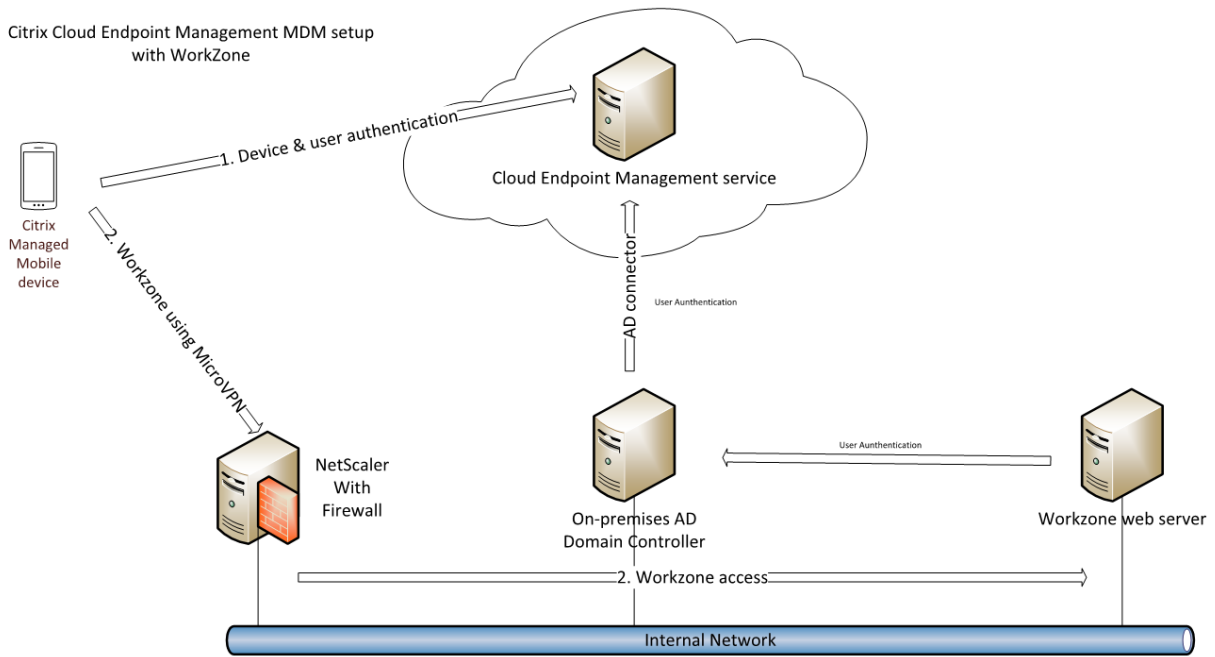 Citrix Cloud Endpoint Management MDM setup
with WorkZone
1. Device & user authentication
Cloud Endpoint Management service
Citrix
Managed
Mobile
device
2. Workzone using MicroVPN
AD connector
User Aunthentication
NetScaler
With
Firewall
On-premises AD
Domain Controller
User Aunthentication
Workzone web server
2. Workzone access
Internal Network